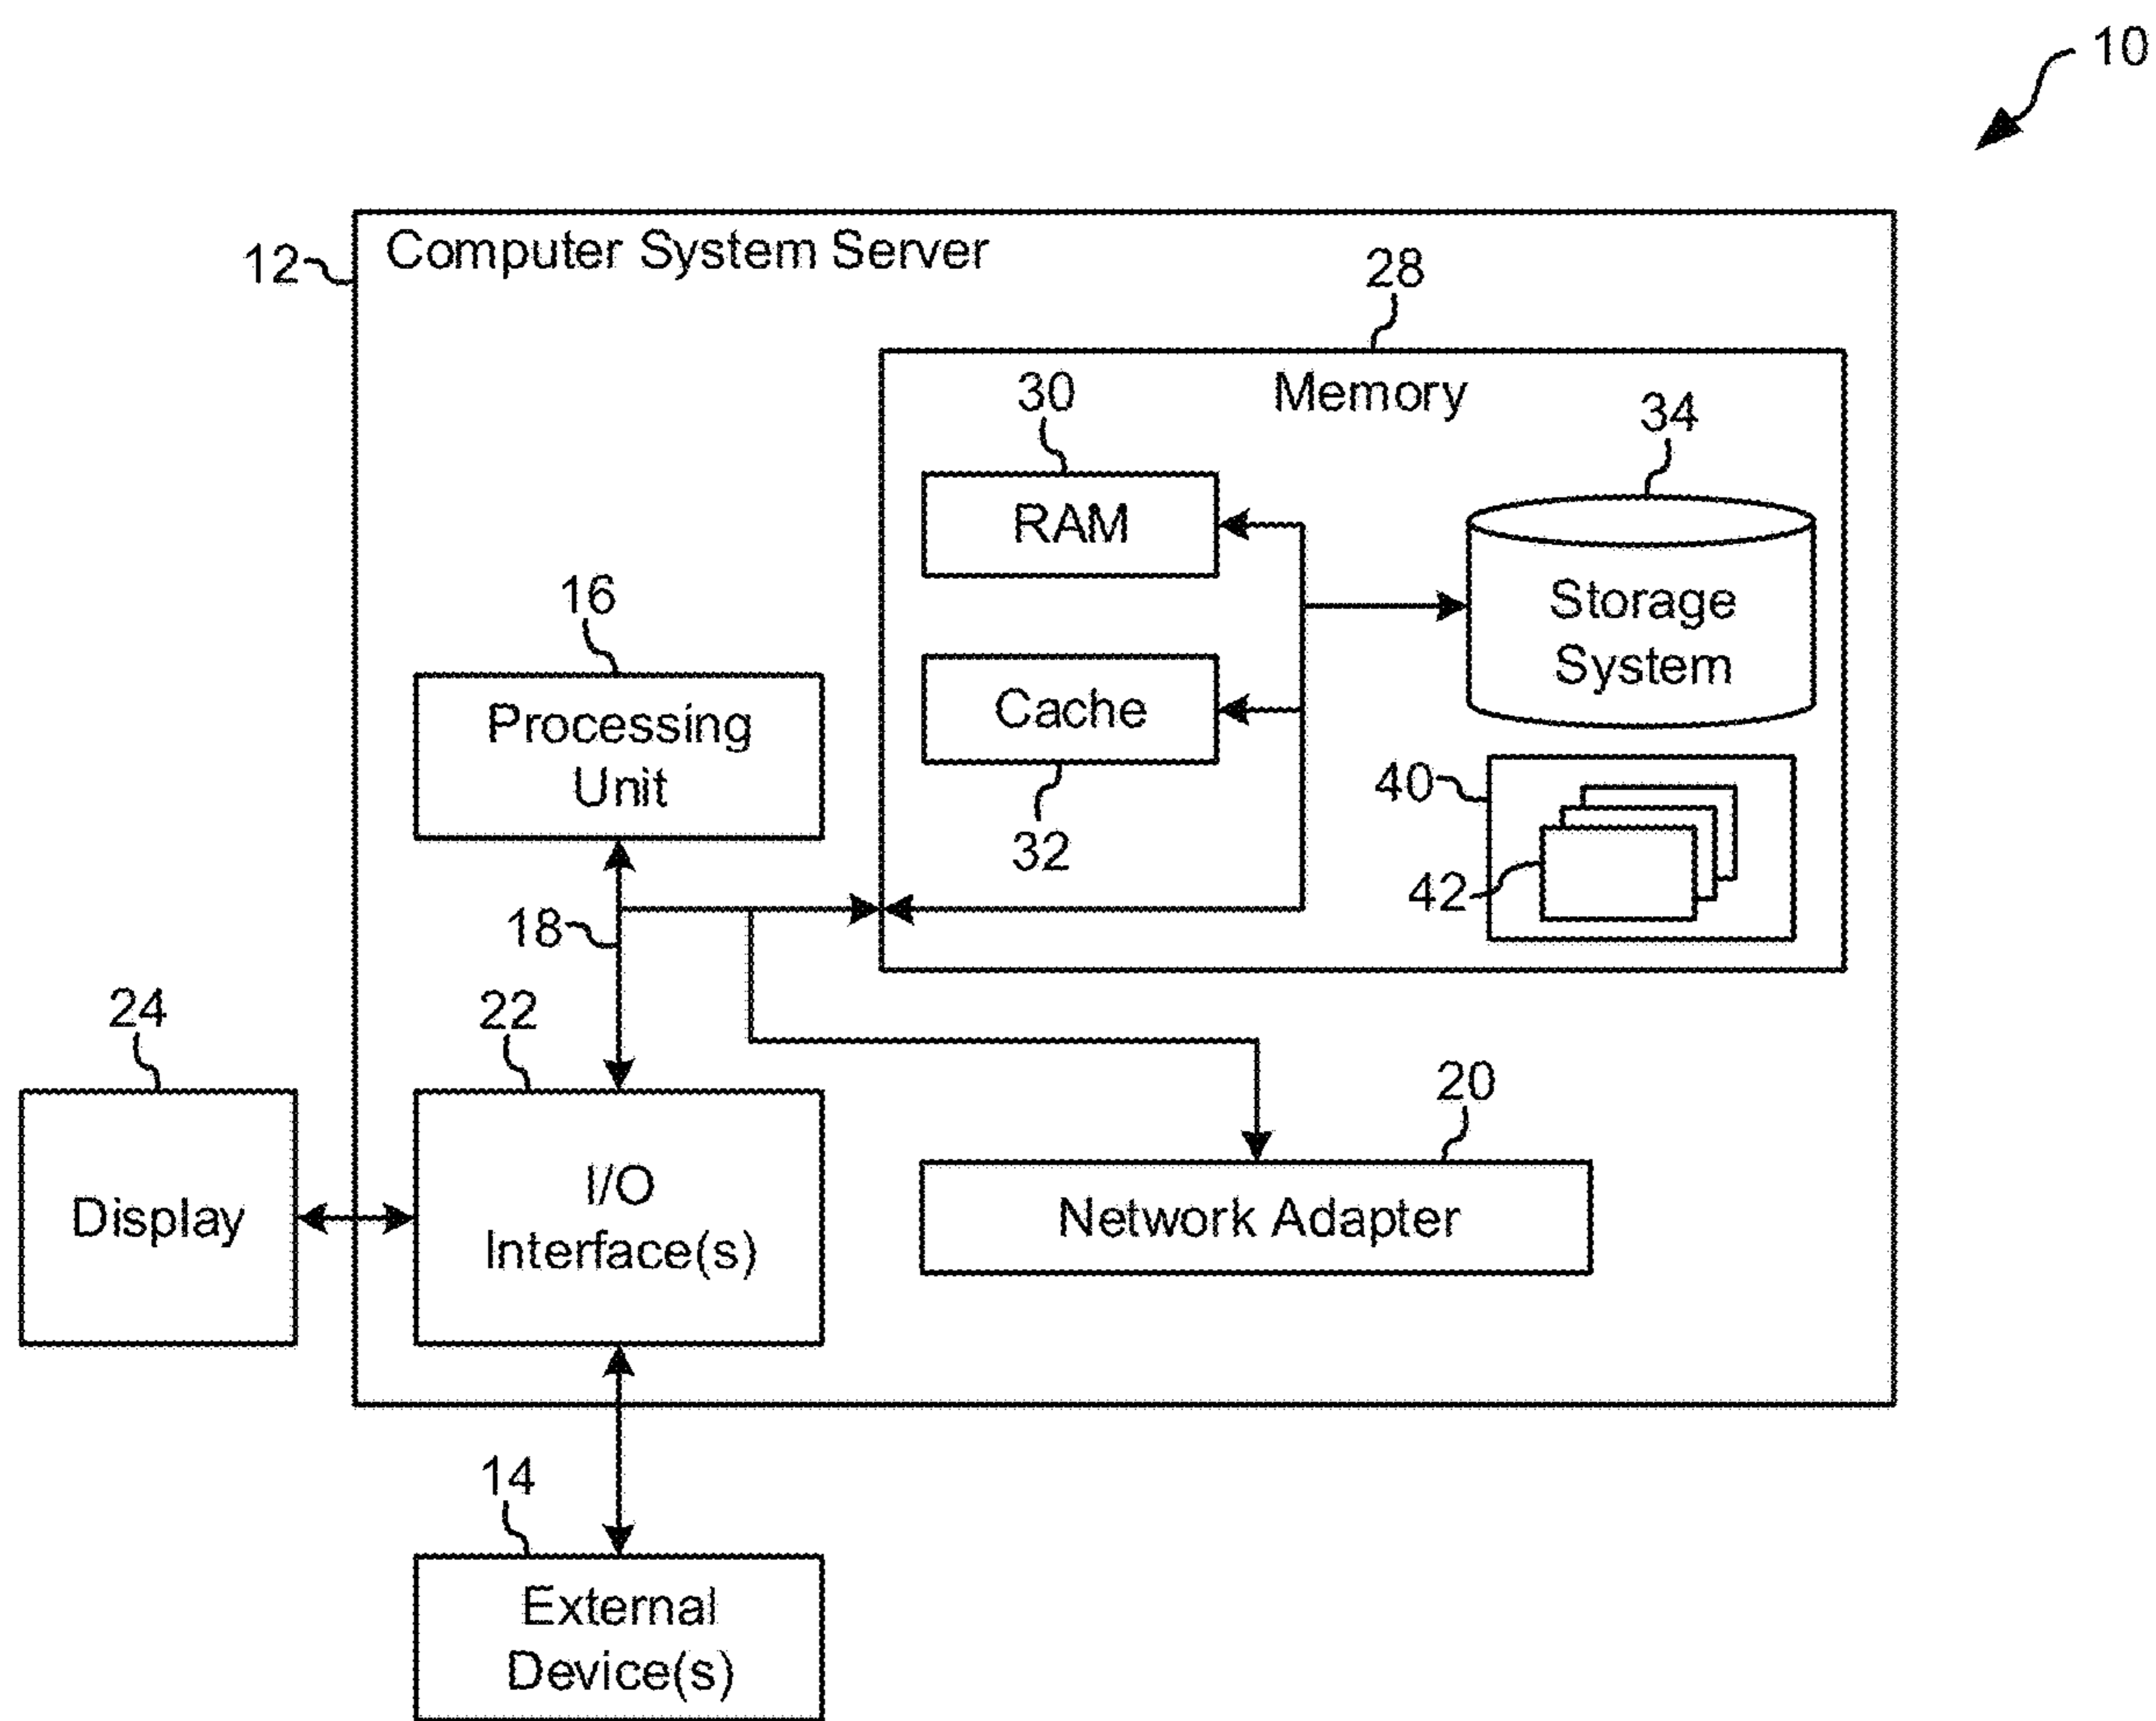 10
12
Computer System Server
28
Memory
30
34
RAM
Storage
System
16
Processing
Unit
Cache
32
40
42
18
24
22
20
Display
I/O
Interface(s)
Network Adapter
14
External
Device(s)